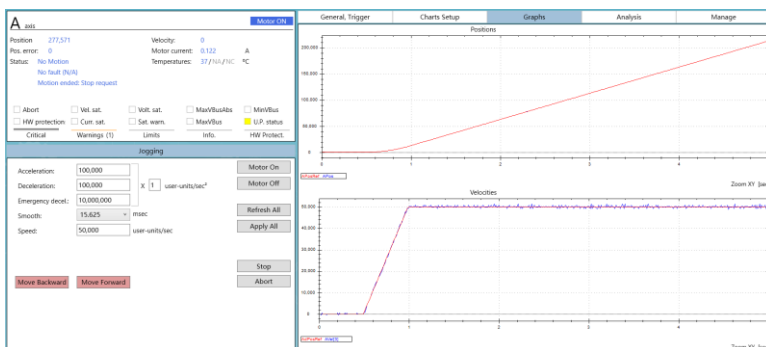 A axis Motor ON
Position 277,571 Velocity: 0
Pos. error: 0 Motor current: 0.122 A
Status: No Motion Temperatures: 37 / NA / NC ºC
No fault (N/A)
Motion ended: Stop request
Abort Vel. sat. Volt. sat. MaxVBusAbs MinVBus
HW protection Curr. sat. Sat. warn. MaxVBus U.P. status
Critical Warnings (1) Limits Info. HW Protect.
Jogging
Acceleration: 100,000 Motor On
Deceleration: 100,000 X 1 user-units/sec² Motor Off
Emergency decel.: 10,000,000
Smooth: 15.625 msec Refresh All
Speed: 50,000 user-units/sec Apply All
Stop
Move Backward Move Forward Abort
General, Trigger Charts Setup Graphs Analysis Manage
Positions
200,000
150,000
100,000
50,000
0
0 1 2 3 4
Zoom XY
Velocities
50,000
40,000
30,000
20,000
10,000
0
0 1 2 3 4
Zoom XY